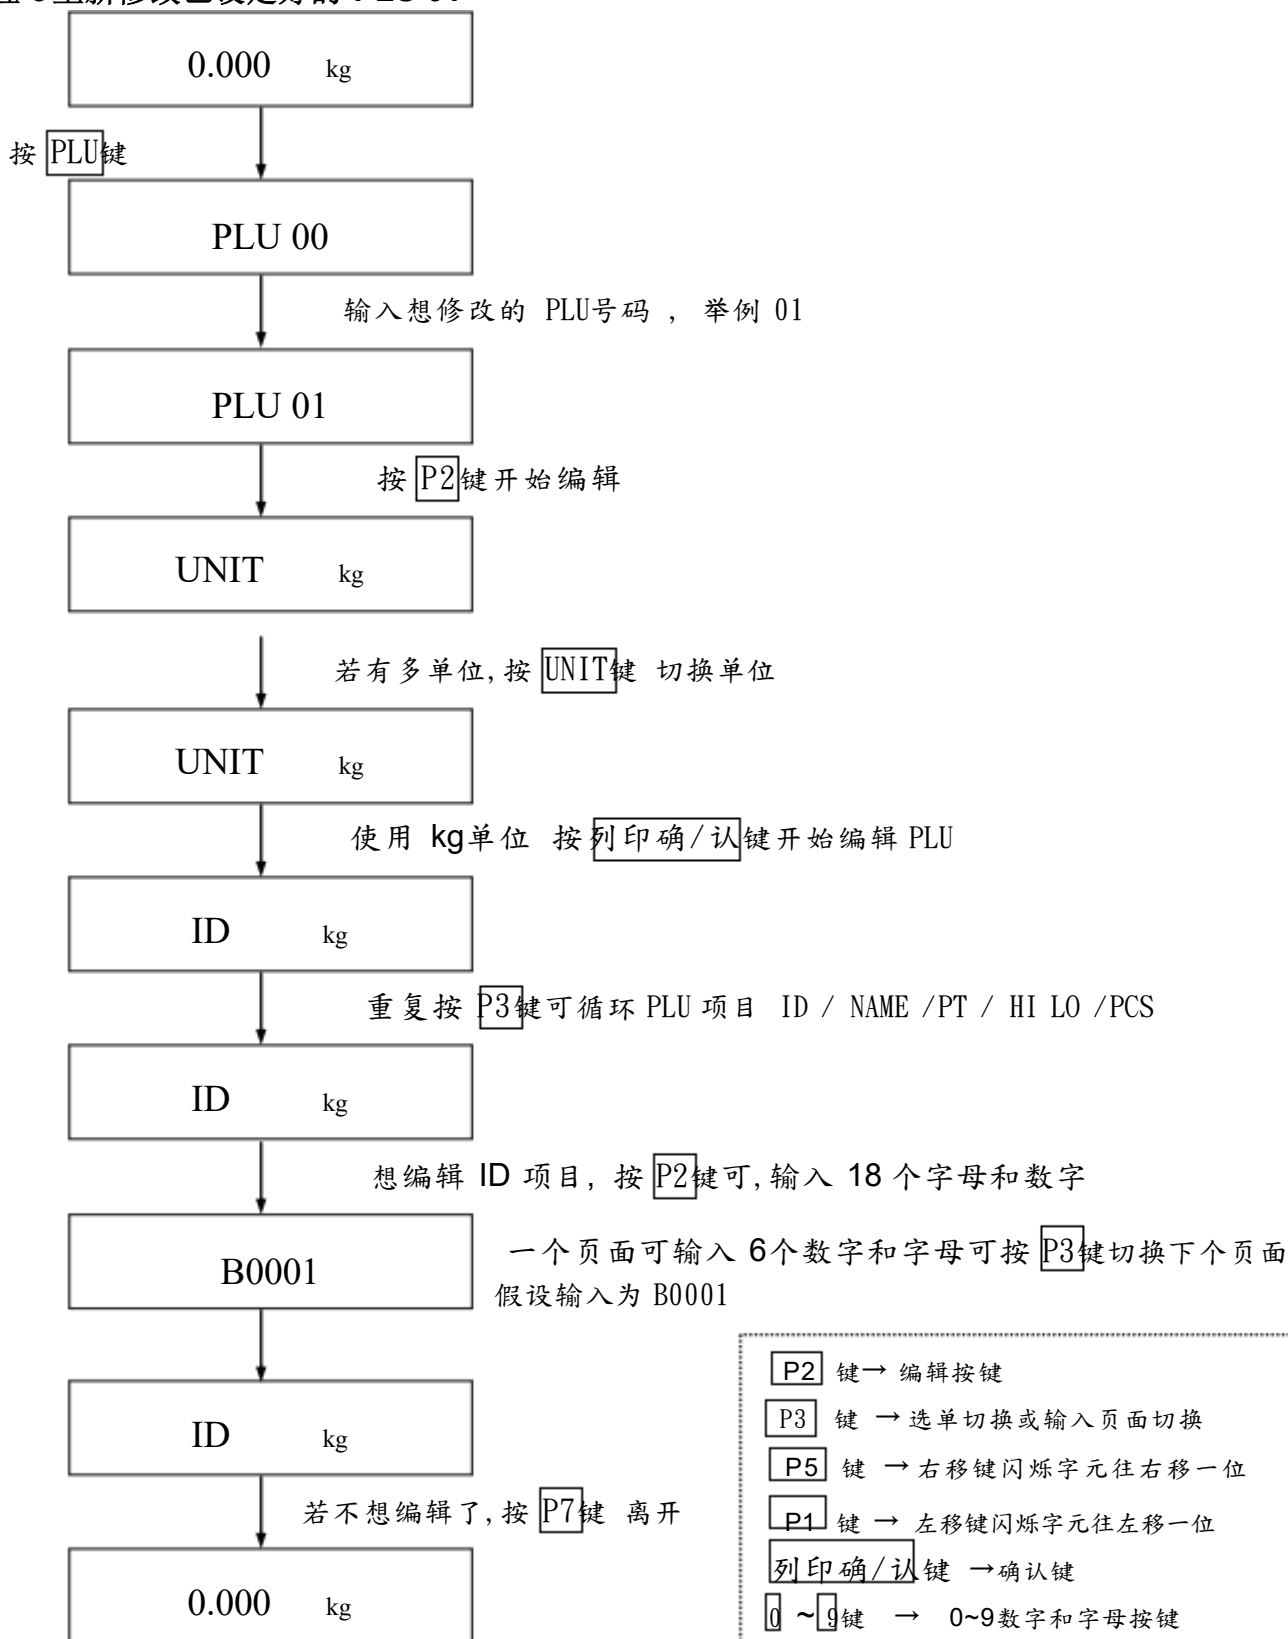 重新修改已设定好的 PLU 01
0.000 kg
按 PLU键
PLU 00
输入想修改的 PLU号码 , 举例 01
PLU 01
按 P2键开始编辑
UNIT kg
若有多单位,按 UNIT键 切换单位
UNIT kg
使用 kg单位 按列印确/认键开始编辑 PLU
ID kg
重复按 P3键可循环 PLU 项目 ID / NAME /PT / HI LO /PCS
ID kg
想编辑 ID 项目, 按 P2键可,输入 18 个字母和数字
B0001
一个页面可输入 6个数字和字母可按 P3键切换下个页面
假设输入为 B0001
ID kg
若不想编辑了,按 P7键 离开
0.000 kg
P2 键→ 编辑按键
P3 键 →选单切换或输入页面切换
P5 键 →右移键闪烁字元往右移一位
P1 键 → 左移键闪烁字元往左移一位
列印确/认键 →确认键
0 ~9键 → 0~9数字和字母按键